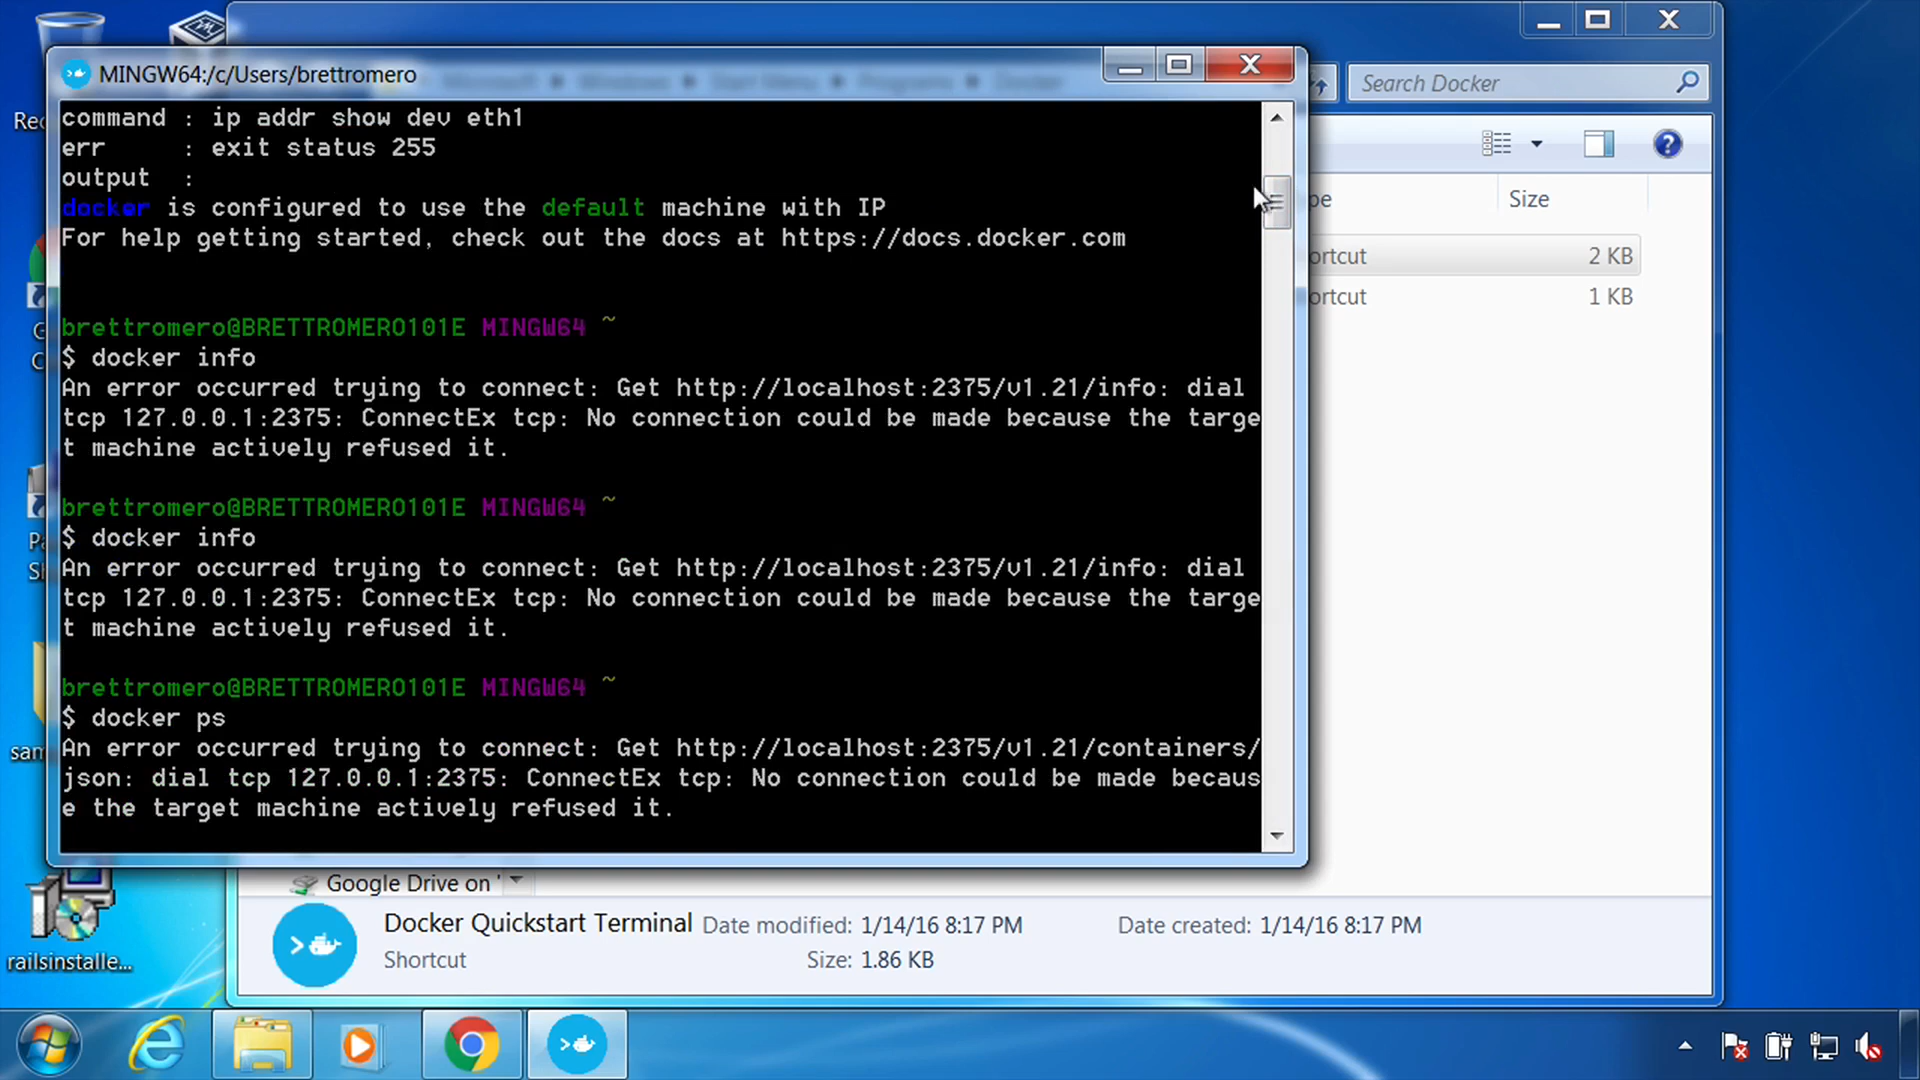 MINGW64:/c/Users/brettromero
Search Docker
command : ip addr show dev eth1
err : exit status 255
output :
docker is configured to use the default machine with IP
For help getting started, check out the docs at https://docs.docker.com
brettromero@BRETTROMERO101E MINGW64 ~
$ docker info
An error occurred trying to connect: Get http://localhost:2375/v1.21/info: dial
tcp 127.0.0.1:2375: ConnectEx tcp: No connection could be made because the targe
t machine actively refused it.
brettromero@BRETTROMERO101E MINGW64 ~
$ docker info
An error occurred trying to connect: Get http://localhost:2375/v1.21/info: dial
tcp 127.0.0.1:2375: ConnectEx tcp: No connection could be made because the targe
t machine actively refused it.
brettromero@BRETTROMERO101E MINGW64 ~
$ docker ps
An error occurred trying to connect: Get http://localhost:2375/v1.21/containers/
json: dial tcp 127.0.0.1:2375: ConnectEx tcp: No connection could be made becaus
e the target machine actively refused it.
pe Size
ortcut 2 KB
ortcut 1 KB
Google Drive on '
Docker Quickstart Terminal Date modified: 1/14/16 8:17 PM Date created: 1/14/16 8:17 PM
Shortcut Size: 1.86 KB
railsinstalle...